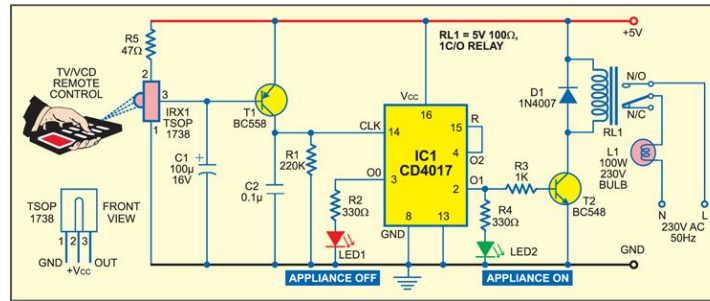 R5
47Ω
RL1 = 5V 100Ω,
1C/O RELAY
+5V
TV/VCD
REMOTE
CONTROL
2
3
1
IRX1
TSOP
1738
T1
BC558
VCC
16
D1
1N4007
N/O
N/C
RL1
CLK
14
R
15
4
O2
IC1
CD4017
C1
100µ
16V
R1
220K
C2
0.1µ
O0
3
O1
2
R3
1K
L1
100W
230V
BULB
R2
330Ω
R4
330Ω
T2
BC548
TSOP
1738
FRONT
VIEW
1 2 3
GND
+VCC
OUT
GND
8
13
LED1
LED2
N
L
230V AC
50Hz
APPLIANCE OFF
APPLIANCE ON
GND